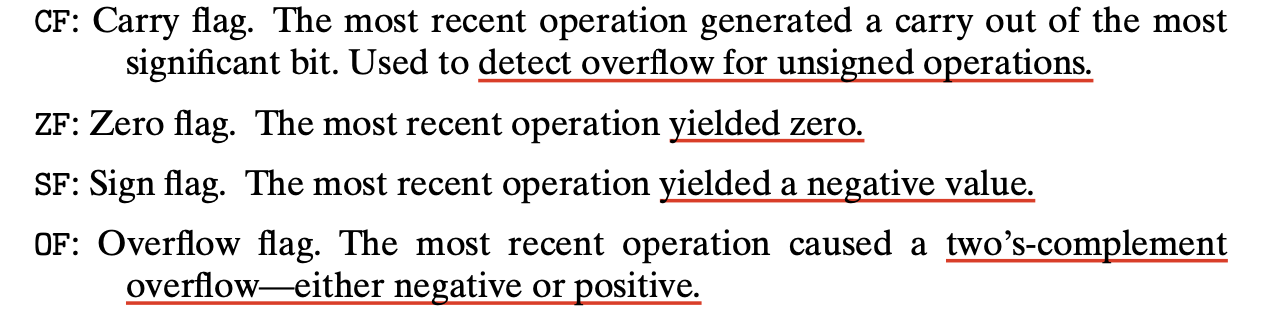 CF: Carry flag. The most recent operation generated a carry out of the most
significant bit. Used to detect overflow for unsigned operations.
ZF: Zero flag. The most recent operation yielded zero.
SF: Sign flag. The most recent operation yielded a negative value.
OF: Overflow flag. The most recent operation caused a two’s-complement
overflow—either negative or positive.